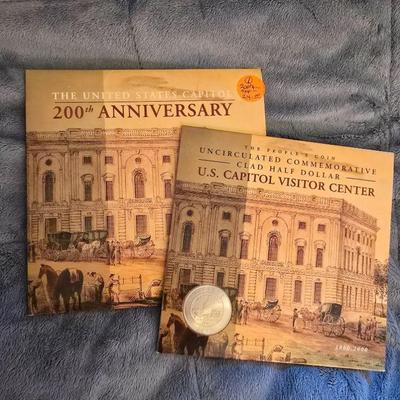 THE UNITED STATES CAPITOL
200th ANNIVERSARY
THE PEOPLE'S COIN
UNCIRCULATED COMMEMORATIVE
CLAD HALF DOLLAR
U.S. CAPITOL VISITOR CENTER
1800-2000